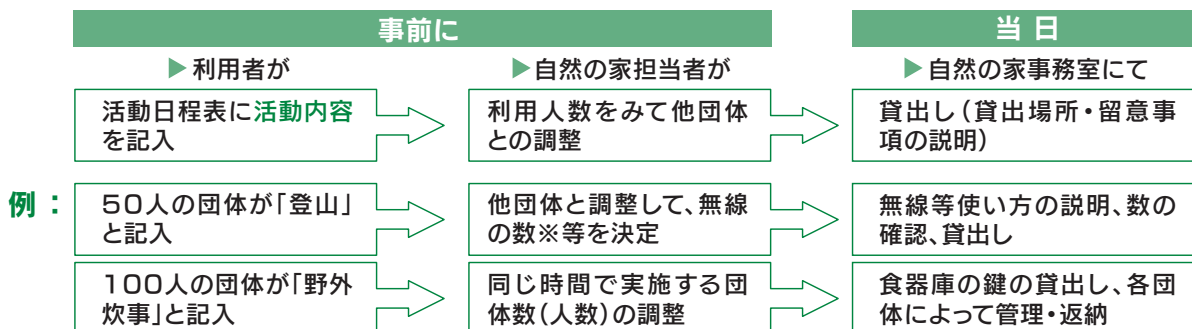 事前に
当 日
▶利用者が
▶自然の家担当者が
▶自然の家事務室にて
活動日程表に活動内容
を記入
利用人数をみて他団体
との調整
貸出し(貸出場所・留意事
項の説明)
例：
50人の団体が「登山」
と記入
他団体と調整して、無線
の数※等を決定
無線等使い方の説明、数の
確認、貸出し
100人の団体が「野外
炊事」と記入
同じ時間で実施する団
体数(人数)の調整
食器庫の鍵の貸出し、各団
体によって管理・返納